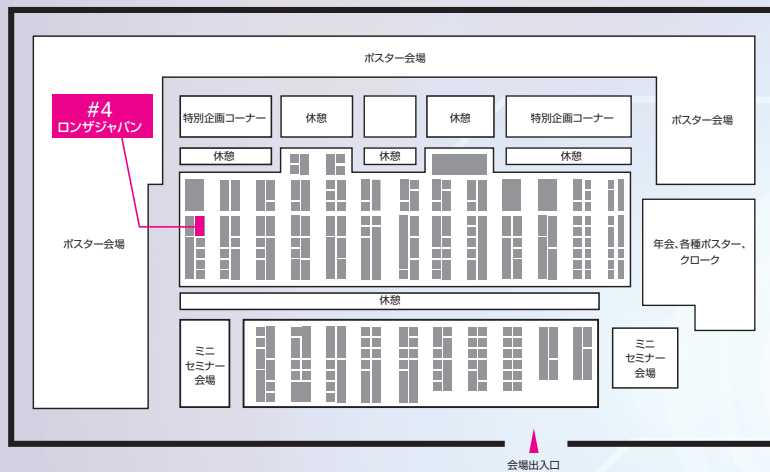 ポスター会場
#4
ロンザジャパン
特別企画コーナー
休憩
休憩
特別企画コーナー
ポスター会場
休憩
休憩
休憩
ポスター会場
年会、各種ポスター、
クローク
休憩
ミニ
セミナー
会場
ミニ
セミナー
会場
会場出入口